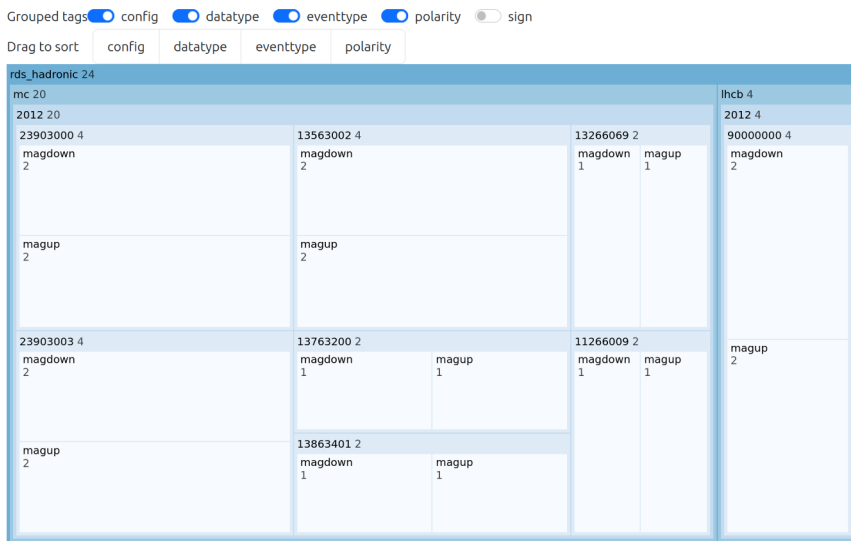 Grouped tags config datatype eventtype polarity sign
Drag to sort config datatype eventtype polarity
rds_hadronic 24
mc 20
2012 20
23903000 4
magdown
2
magup
2
23903003 4
magdown
2
magup
2
13563002 4
magdown
2
magup
2
13763200 2
magdown
1
magup
1
13863401 2
magdown
1
magup
1
13266069 2
magdown
1
magup
1
11266009 2
magdown
1
magup
1
lhcb 4
2012 4
90000000 4
magdown
2
magup
2